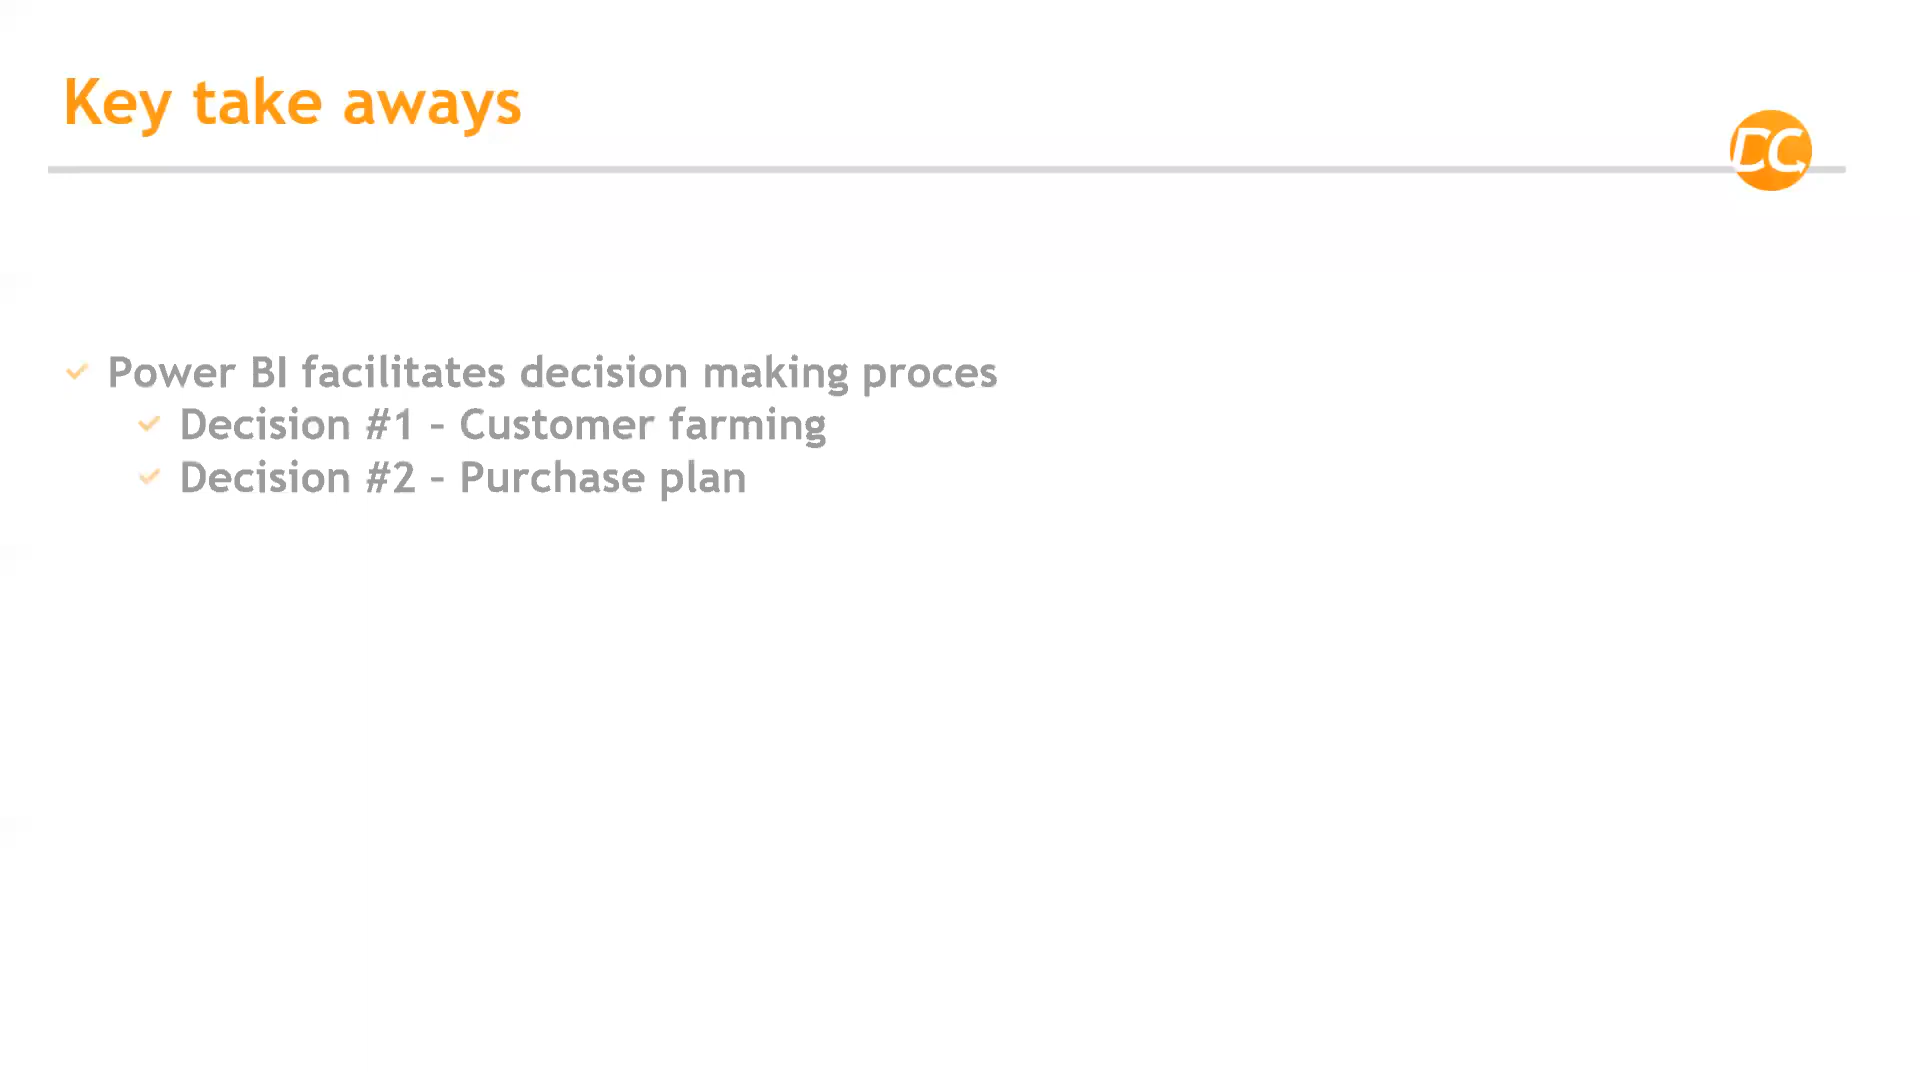 Key take aways
DC
Power BI facilitates decision making proces
Decision #1 – Customer farming
Decision #2 – Purchase plan